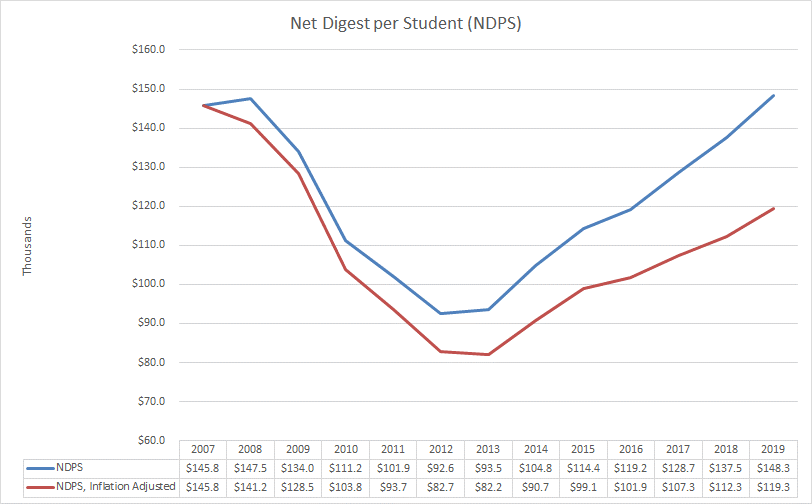 Net Digest per Student (NDPS)
$160.0
$150.0
$140.0
$130.0
$120.0
$110.0
$100.0
$90.0
$80.0
$70.0
$60.0
Thousands
2007 2008 2009 2010 2011 2012 2013 2014 2015 2016 2017 2018 2019
NDPS $145.8 $147.5 $134.0 $111.2 $101.9 $92.6 $93.5 $104.8 $114.4 $119.2 $128.7 $137.5 $148.3
NDPS, Inflation Adjusted $145.8 $141.2 $128.5 $103.8 $93.7 $82.7 $82.2 $90.7 $99.1 $101.9 $107.3 $112.3 $119.3